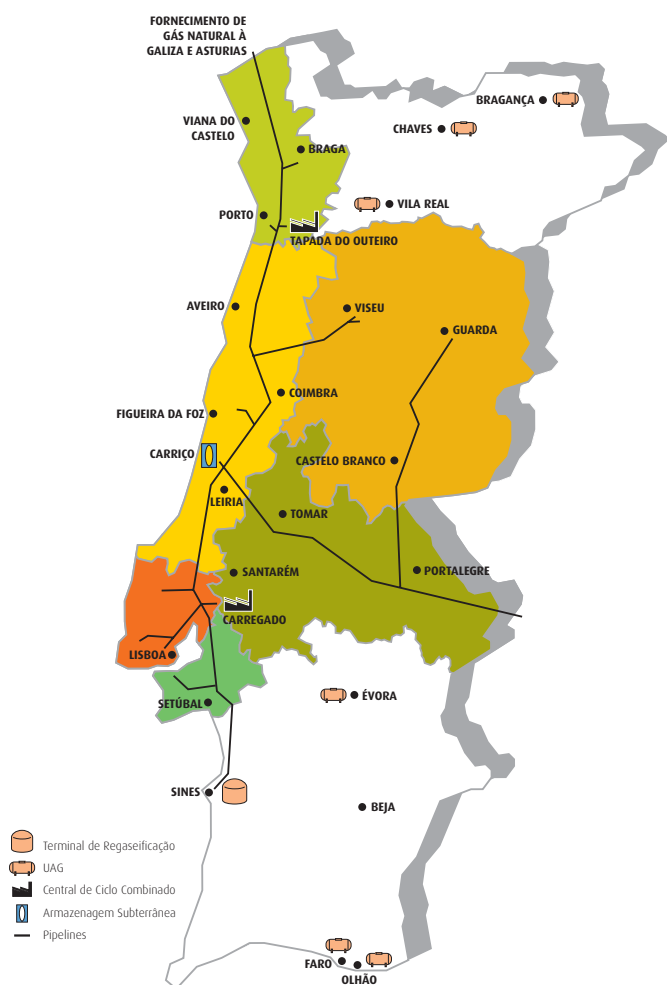 FORNECIMENTO DE
GÁS NATURAL À
GALIZA E ASTURIAS
BRAGANÇA
VIANA DO
CASTELO
CHAVES
BRAGA
VILA REAL
PORTO
TAPADA DO OUTEIRO
AVEIRO
VISEU
GUARDA
COIMBRA
FIGUEIRA DA FOZ
CARRIÇO
CASTELO BRANCO
LEIRIA
TOMAR
SANTARÉM
PORTALEGRE
CARREGADO
LISBOA
ÉVORA
SETÚBAL
SINES
BEJA
Terminal de Regaseificação
UAG
Central de Ciclo Combinado
Armazenagem Subterrânea
Pipelines
FARO
OLHÃO